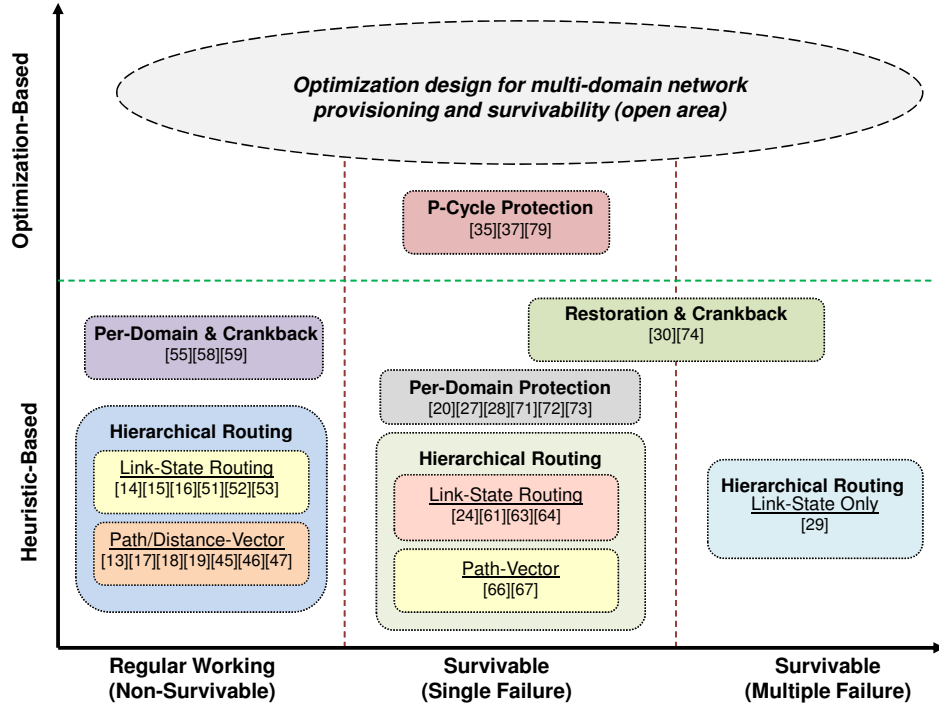 Optimization-Based
Optimization design for multi-domain network
provisioning and survivability (open area)
P-Cycle Protection
[35][37][79]
Heuristic-Based
Per-Domain & Crankback
[55][58][59]
Restoration & Crankback
[30][74]
Per-Domain Protection
[20][27][28][71][72][73]
Hierarchical Routing
Link-State Routing
[14][15][16][51][52][53]
Path/Distance-Vector
[13][17][18][19][45][46][47]
Hierarchical Routing
Link-State Routing
[24][61][63][64]
Path-Vector
[66][67]
Hierarchical Routing
Link-State Only
[29]
Regular Working
(Non-Survivable)
Survivable
(Single Failure)
Survivable
(Multiple Failure)